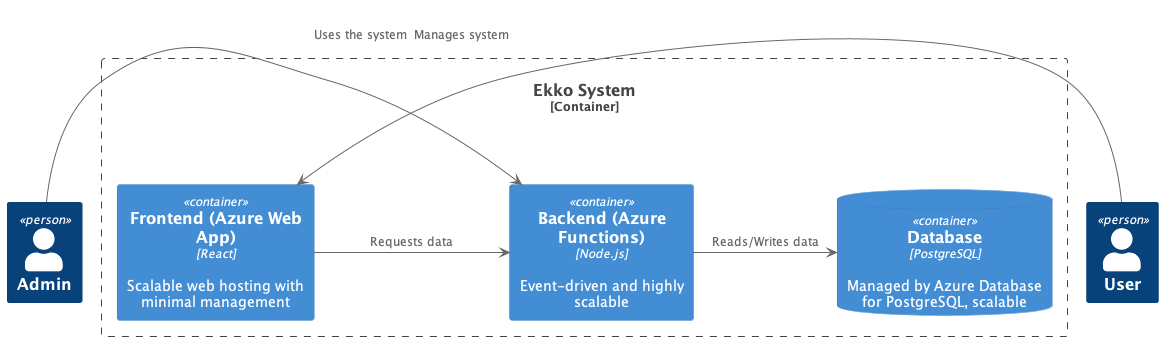 Uses the system Manages system
Ekko System
[Container]
«person»
Admin
«container»
Frontend (Azure Web
App)
[React]
Scalable web hosting with
minimal management
Requests data
«container»
Backend (Azure
Functions)
[Node.js]
Event-driven and highly
scalable
Reads/Writes data
«container»
Database
[PostgreSQL]
Managed by Azure Database
for PostgreSQL, scalable
«person»
User